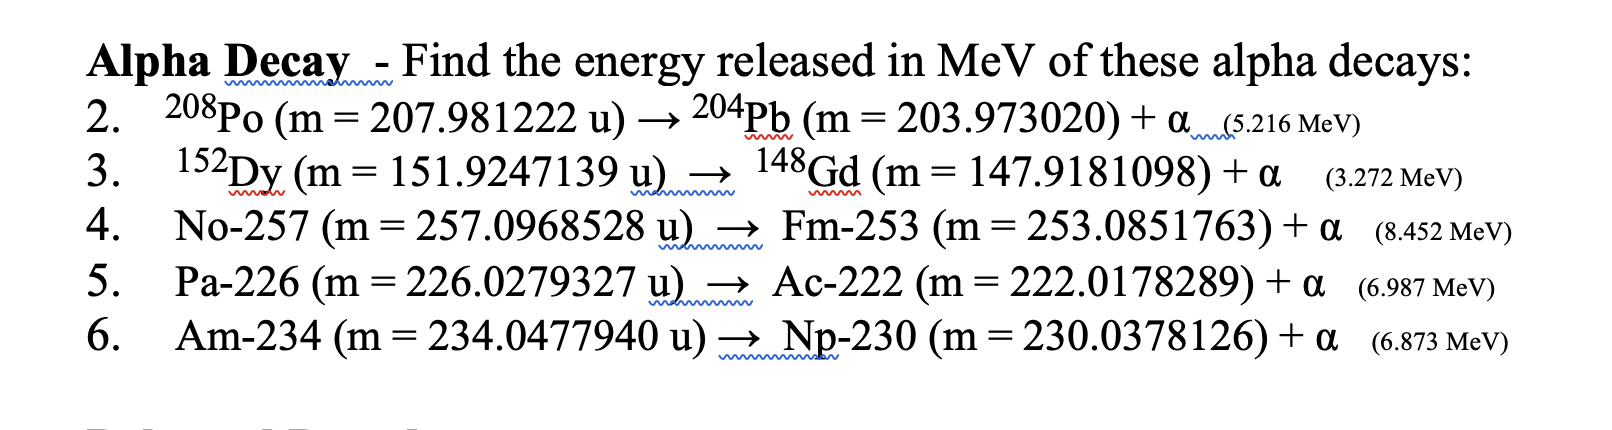 Alpha Decay - Find the energy released in MeV of these alpha decays:
2. ²⁰⁸Po (m = 207.981222 u) → ²⁰⁴Pb (m = 203.973020) + α (5.216 MeV)
3. ¹⁵²Dy (m = 151.9247139 u) → ¹⁴⁸Gd (m = 147.9181098) + α (3.272 MeV)
4. No-257 (m = 257.0968528 u) → Fm-253 (m = 253.0851763) + α (8.452 MeV)
5. Pa-226 (m = 226.0279327 u) → Ac-222 (m = 222.0178289) + α (6.987 MeV)
6. Am-234 (m = 234.0477940 u) → Np-230 (m = 230.0378126) + α (6.873 MeV)